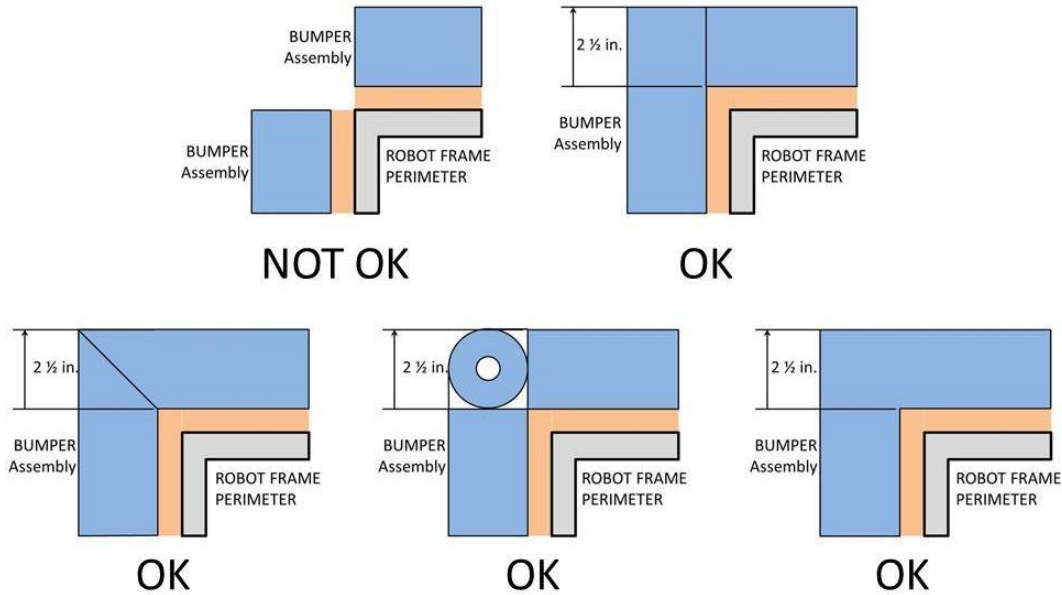 BUMPER
Assembly
BUMPER
Assembly
ROBOT FRAME
PERIMETER
NOT OK
2 ½ in.
BUMPER
Assembly
ROBOT FRAME
PERIMETER
OK
2 ½ in.
BUMPER
Assembly
ROBOT FRAME
PERIMETER
OK
2 ½ in.
BUMPER
Assembly
ROBOT FRAME
PERIMETER
OK
2 ½ in.
BUMPER
Assembly
ROBOT FRAME
PERIMETER
OK